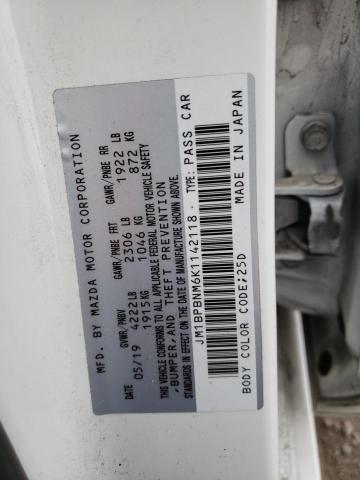 MFD. BY MAZDA MOTOR CORPORATION
GVWR/PNBV GAWR/PNBE FRT GAWR/PNBE RR
DATE 4222LB 2306 LB 1922 LB
05/19 1915KG 1046 KG 872 KG
THIS VEHICLE CONFORMS TO ALL APPLICABLE FEDERAL MOTOR VEHICLE SAFETY
,BUMPER,AND THEFT PREVENTION
STANDARDS IN EFFECT ON THE DATE OF MANUFACTURE SHOWN ABOVE.
JM1BPBNM6K1142118 TYPE: PASS CAR
MADE IN JAPAN
BODY COLOR CODE:25D